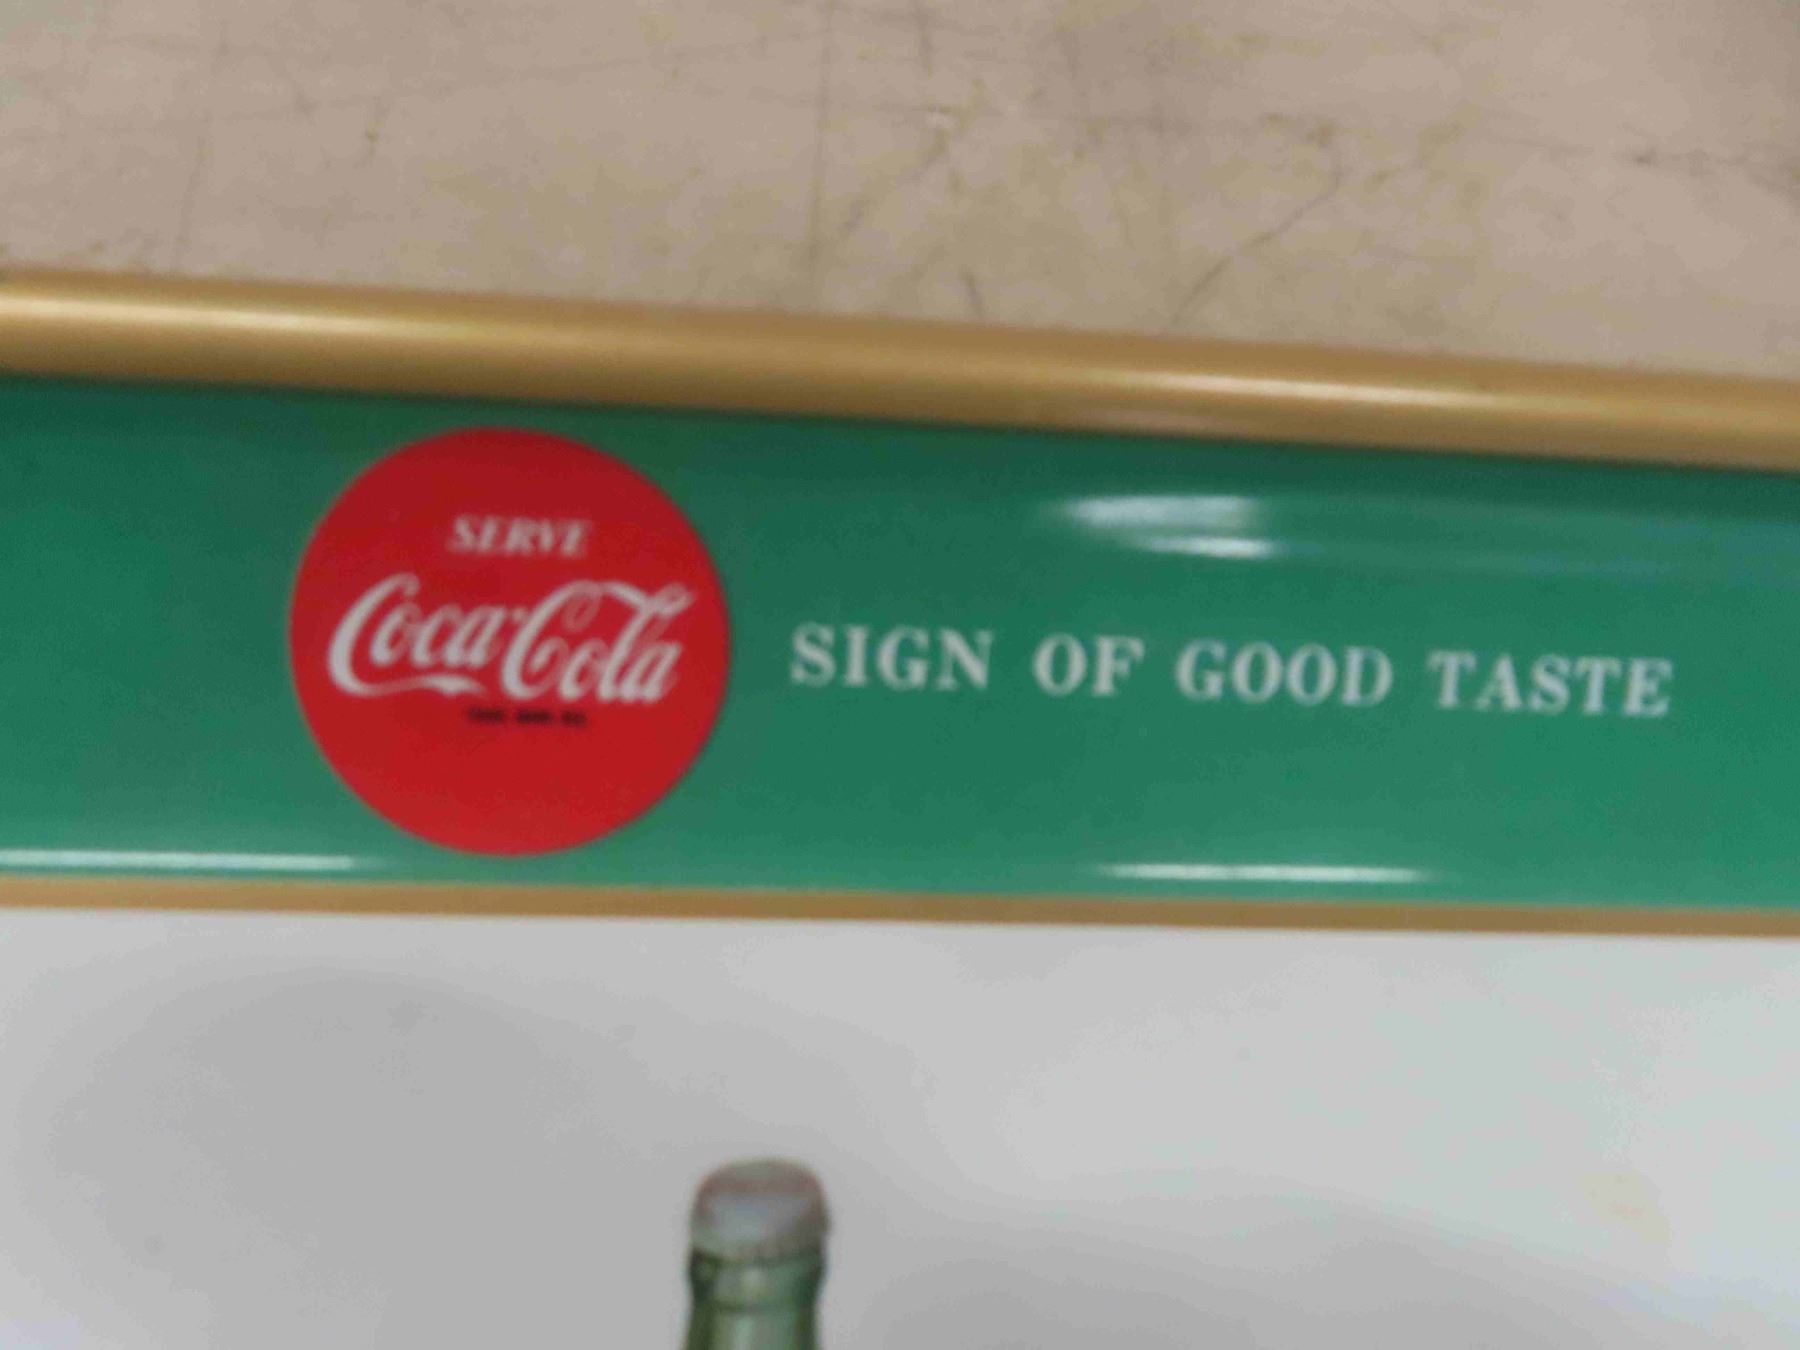 SERVE
Coca-Cola
SIGN OF GOOD TASTE